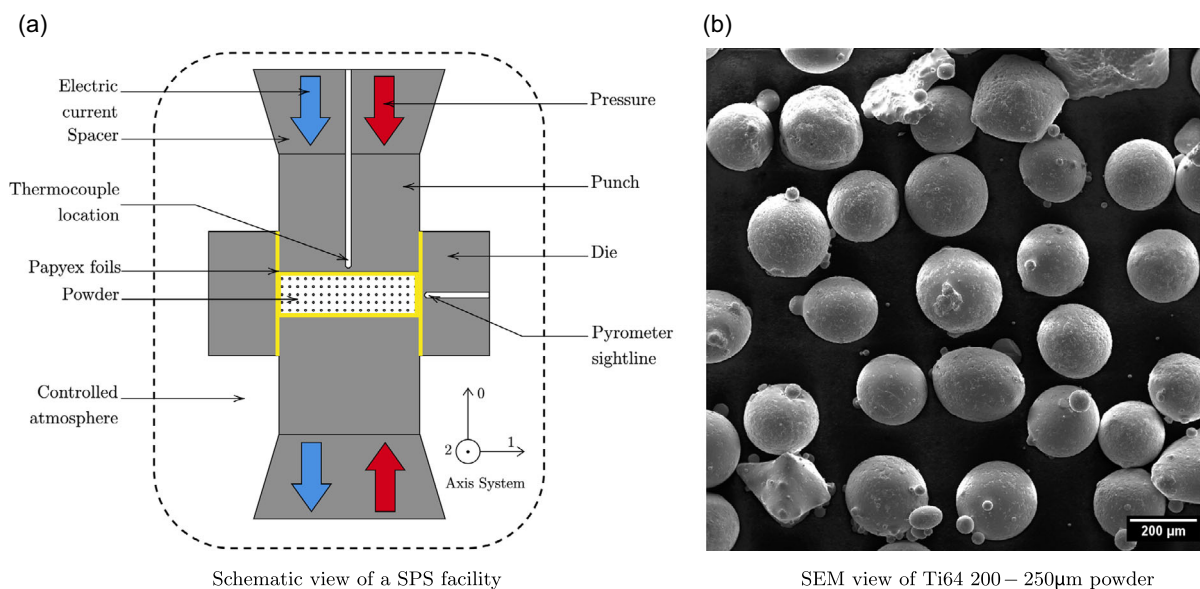 (a)
(b)
Electric
current
Spacer
Pressure
Thermocouple
location
Punch
Papyex foils
Powder
Die
Pyrometer
sightline
Controlled
atmosphere
0
2
1
Axis System
200 µm
Schematic view of a SPS facility
SEM view of Ti64 200 – 250µm powder